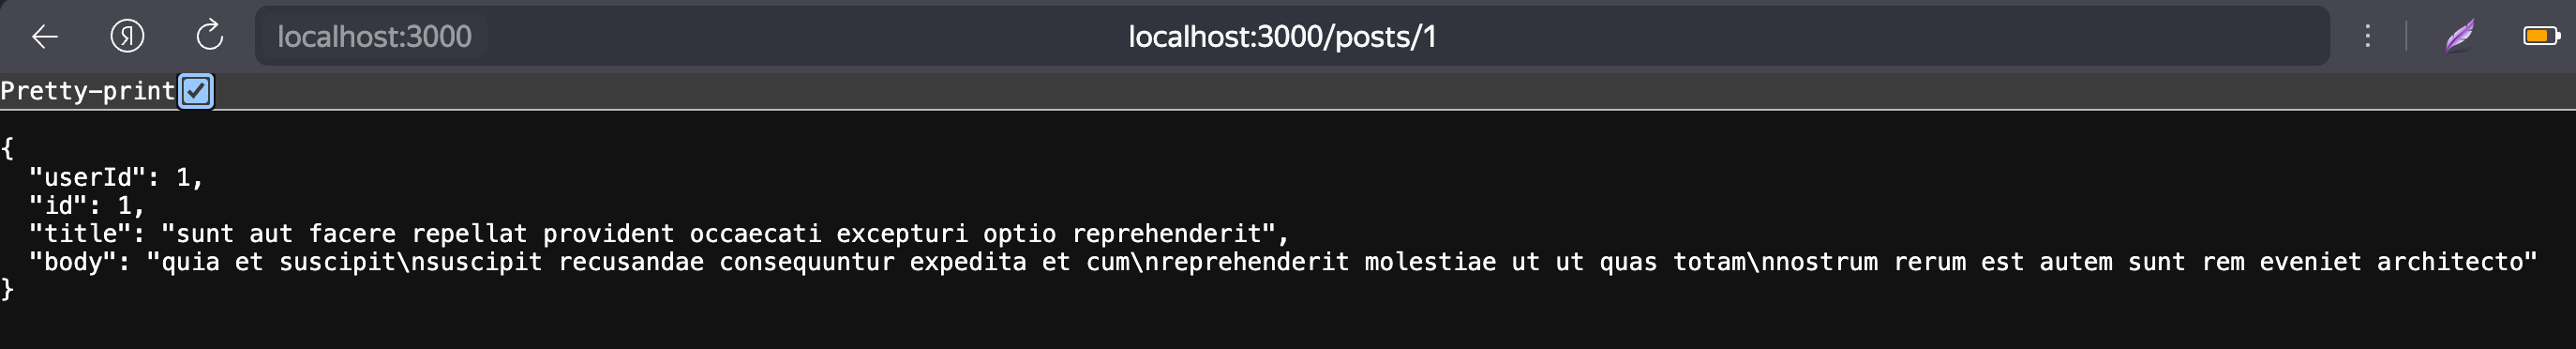 Я localhost:3000 localhost:3000/posts/1
Pretty-print
{
"userId": 1,
"id": 1,
"title": "sunt aut facere repellat provident occaecati excepturi optio reprehenderit",
"body": "quia et suscipit\nsuscipit recusandae consequuntur expedita et cum\nreprehenderit molestiae ut ut quas totam\nnostrum rerum est autem sunt rem eveniet architecto"
}